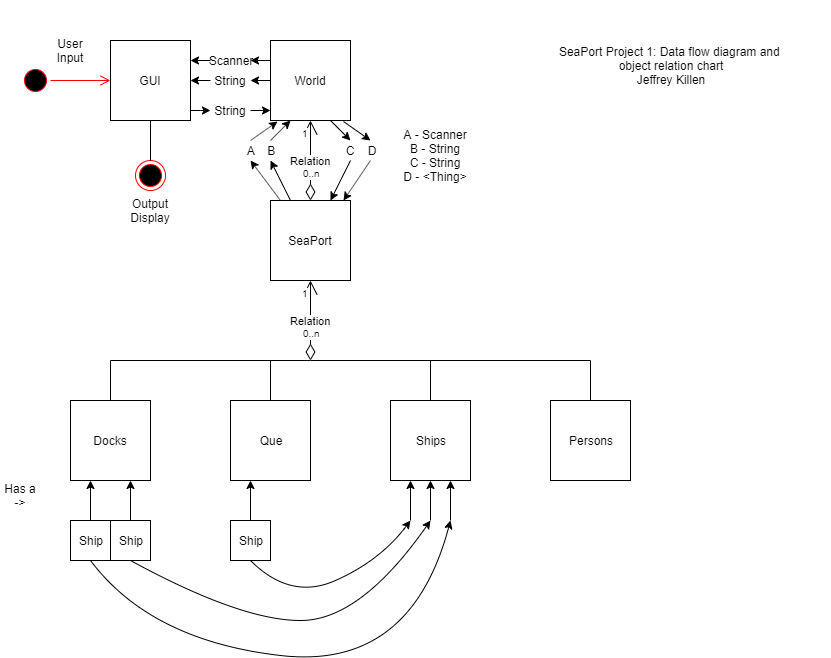 User
Input
SeaPort Project 1: Data flow diagram and
object relation chart
Jeffrey Killen
GUI
Scanner
String
String
World
A - Scanner
B - String
C - String
D - <Thing>
1
A
B
C
D
Relation
0..n
Output
Display
SeaPort
1
Relation
0..n
Docks
Que
Ships
Persons
Has a
->
Ship
Ship
Ship